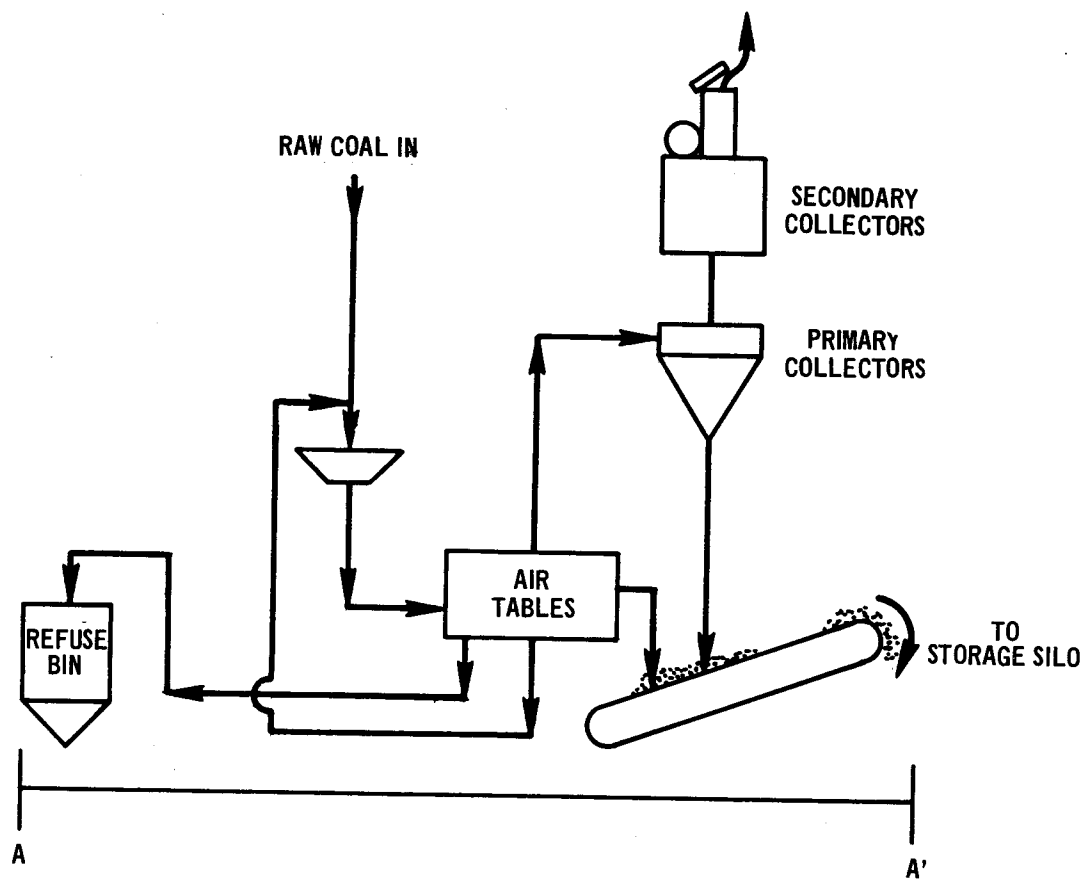 RAW COAL IN
SECONDARY
COLLECTORS
PRIMARY
COLLECTORS
AIR
TABLES
REFUSE
BIN
TO
STORAGE SILO
A
A'